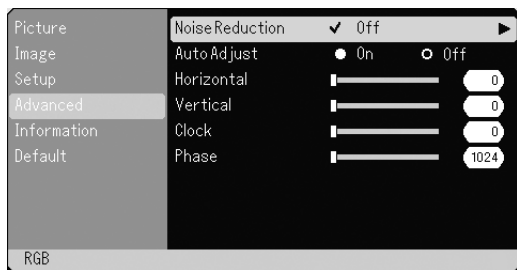 Picture
Image
Setup
Advanced
Information
Default
Noise Reduction ✔ Off ▶
Auto Adjust On Off
Horizontal 0
Vertical 0
Clock 0
Phase 1024
RGB